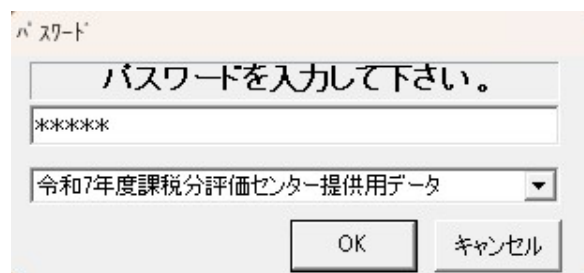 ﾊﾟｽﾜｰﾄﾞ
パスワードを入力して下さい。
*****
令和7年度課税分評価センター提供用データ
OK キャンセル